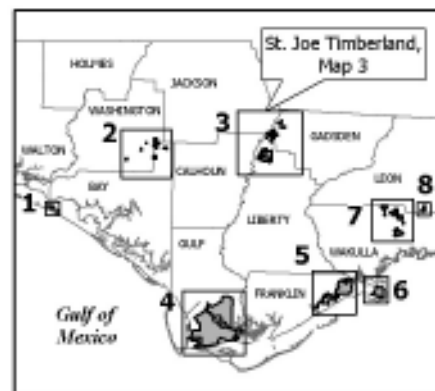 St. Joe Timberland,
Map 3
HOLMES
JACKSON
WASHINGTON
2
3
GADSDEN
WALTON
BAY
CALHOUN
LEON
8
1
LIBERTY
7
GULF
WAKULLA
5
4
FRANKLIN
6
Gulf of
Mexico